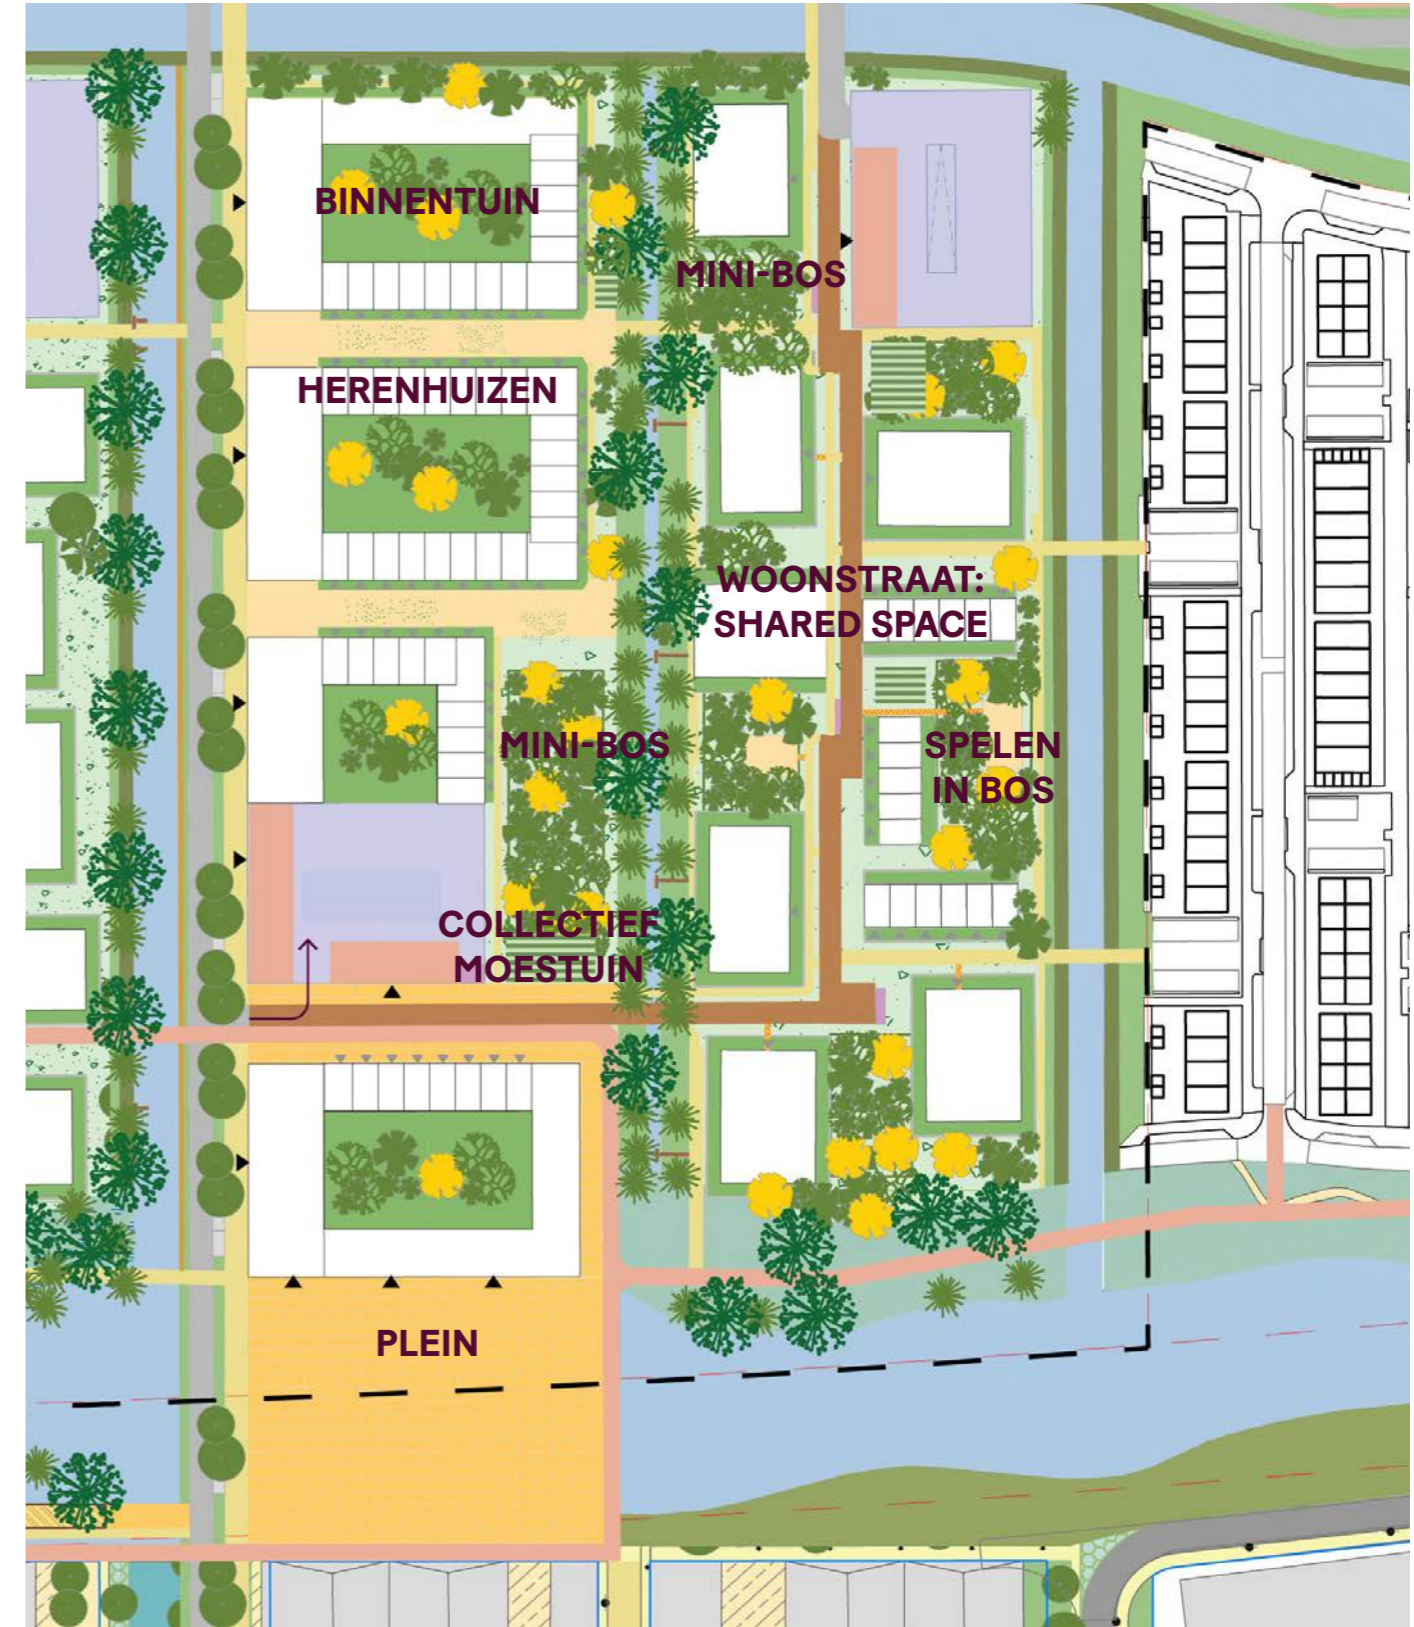 BINNENTUIN
MINI-BOS
HERENHUIZEN
WOONSTRAAT:
SHARED SPACE
MINI-BOS
SPELEN
IN BOS
COLLECTIEF
MOESTUIN
PLEIN